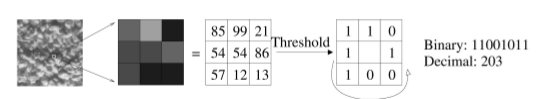 85 99 21
54 54 86
57 12 13
=
Threshold
1 1 0
1 1
1 0 0
Binary: 11001011
Decimal: 203